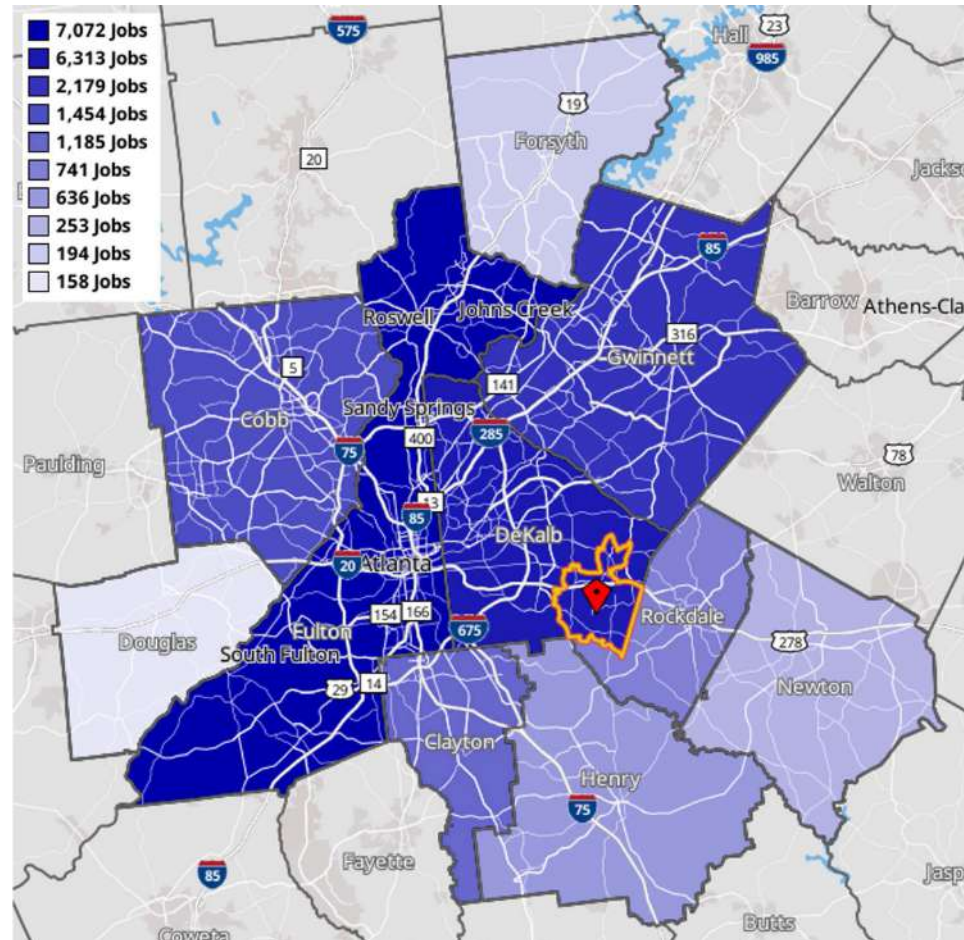 7,072 Jobs
6,313 Jobs
2,179 Jobs
1,454 Jobs
1,185 Jobs
741 Jobs
636 Jobs
253 Jobs
194 Jobs
158 Jobs
575
23
Hall
985
19
Forsyth
20
Jacks
85
Barrow
Athens-Cla
Roswell
Johns Creek
316
Gwinnett
5
141
Sandy Springs
Cobb
400
285
75
78
Paulding
Walton
13
85
DeKalb
20
Atlanta
154
166
Rockdale
Douglas
Fulton
675
278
South Fulton
29
14
Newton
Clayton
Henry
75
Fayette
85
Jasp
Butts
Coweta